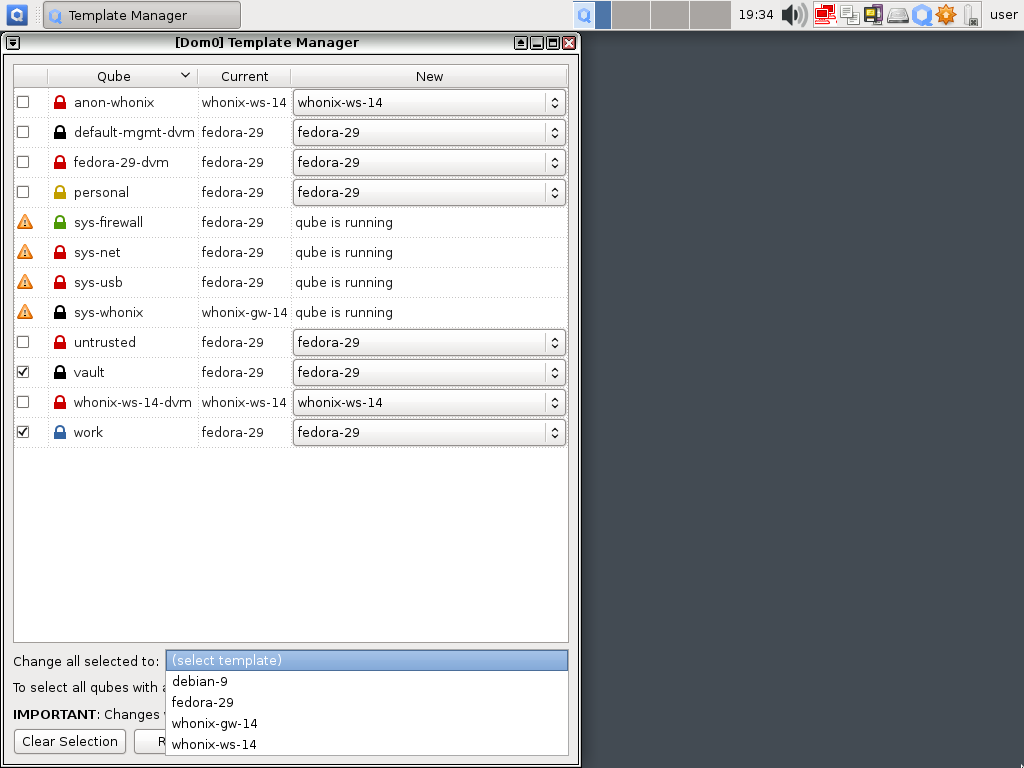 Template Manager 19:34 user
[Dom0] Template Manager
Qube Current New
anon-whonix whonix-ws-14 whonix-ws-14
default-mgmt-dvm fedora-29 fedora-29
fedora-29-dvm fedora-29 fedora-29
personal fedora-29 fedora-29
sys-firewall fedora-29 qube is running
sys-net fedora-29 qube is running
sys-usb fedora-29 qube is running
sys-whonix whonix-gw-14 qube is running
untrusted fedora-29 fedora-29
vault fedora-29 fedora-29
whonix-ws-14-dvm whonix-ws-14 whonix-ws-14
work fedora-29 fedora-29
Change all selected to: (select template)
debian-9
To select all qubes with
fedora-29
IMPORTANT: Changes
whonix-gw-14
Clear Selection
whonix-ws-14